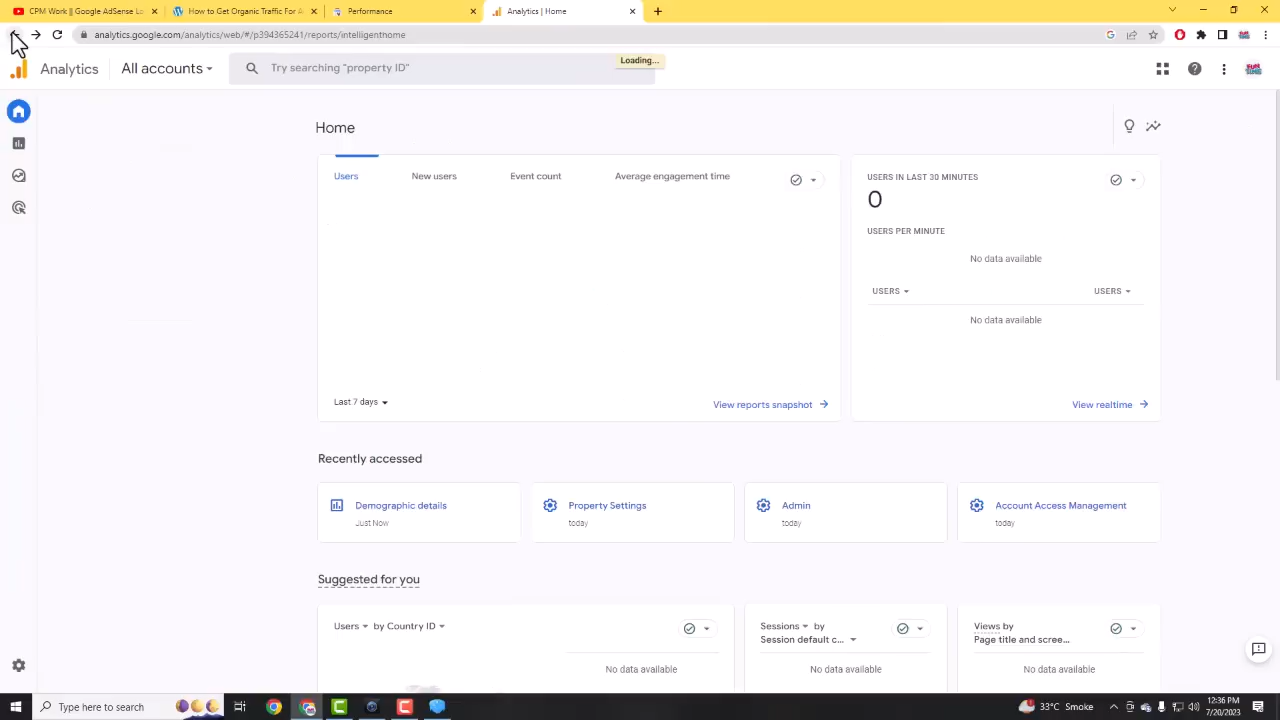 CPM Work || Google AdSense Lo
How to Get Organic Traffic For A
Performance
Analytics | Home
analytics.google.com/analytics/web/#/p394365241/reports/intelligenthome
Analytics
All accounts
Try searching "property ID"
Loading...
Home
Users
New users
Event count
Average engagement time
Last 7 days
View reports snapshot
USERS IN LAST 30 MINUTES
0
USERS PER MINUTE
No data available
USERS
USERS
No data available
View realtime
Recently accessed
Demographic details
Just Now
Property Settings
today
Admin
today
Account Access Management
today
Suggested for you
Users by Country ID
No data available
Sessions by
Session default c...
No data available
Views by
Page title and scree...
No data available
Type here to search
33°C Smoke
12:36 PM
7/20/2023